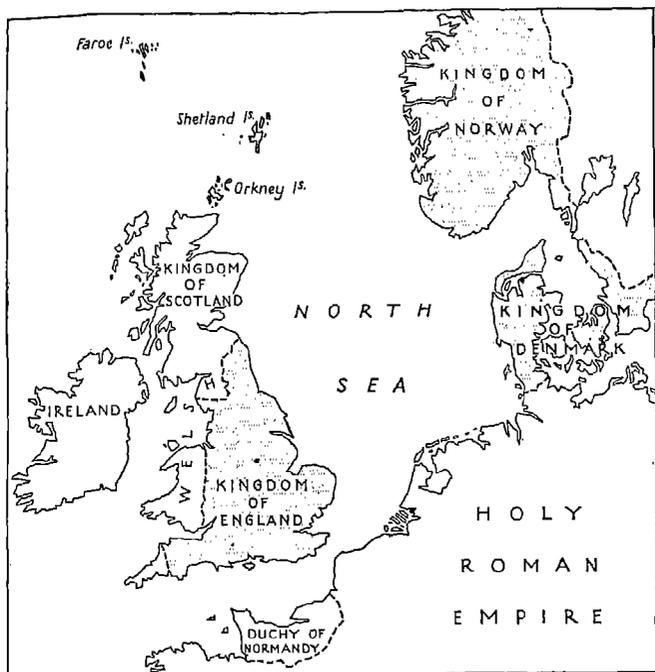 Faroe Is.
KINGDOM
OF
NORWAY
Shetland Is.
Orkney Is.
KINGDOM
OF
SCOTLAND
NORTH
SEA
KINGDOM
OF
DENMARK
IRELAND
WELSH
KINGDOM
OF
ENGLAND
HOLY
ROMAN
EMPIRE
DUCHY OF
NORMANDY